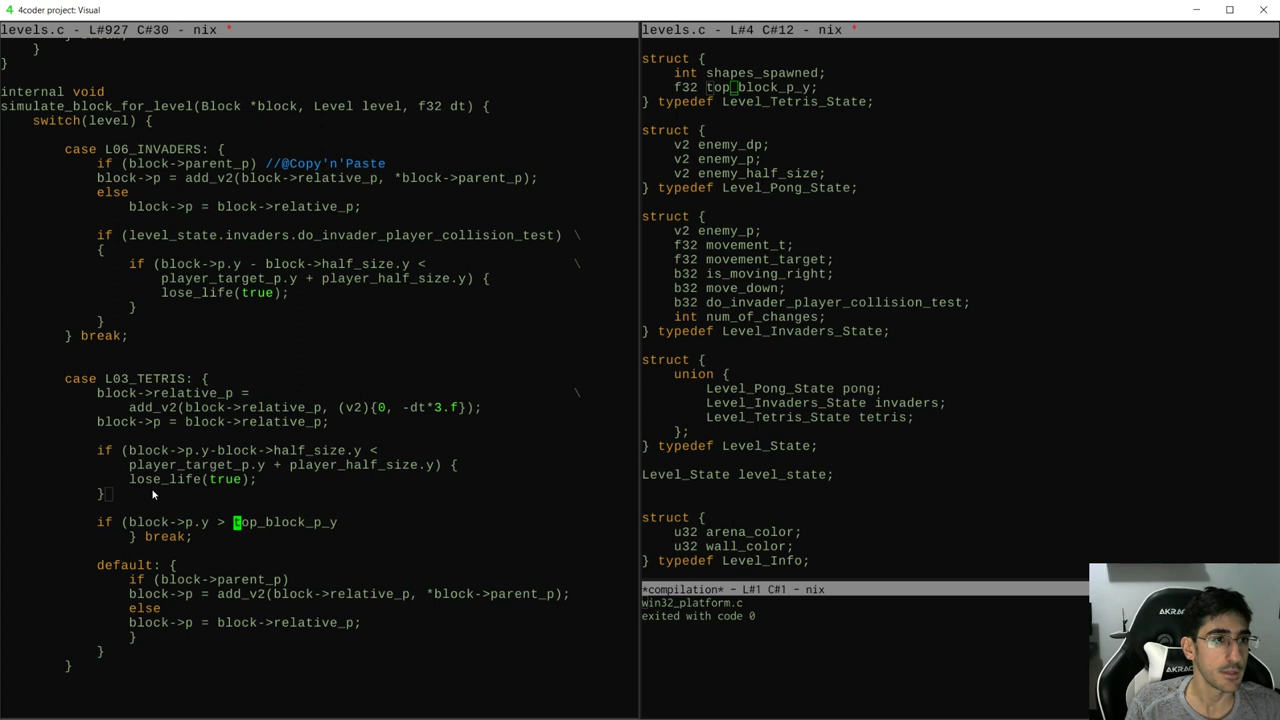 4 4coder project: Visual
levels.c - L#927 C#30 - nix *
}
}
internal void
simulate_block_for_level(Block *block, Level level, f32 dt) {
switch(level) {
case L06_INVADERS: {
if (block->parent_p) //@Copy'n'Paste
block->p = add_v2(block->relative_p, *block->parent_p);
else
block->p = block->relative_p;
if (level_state.invaders.do_invader_player_collision_test) \
{
if (block->p.y - block->half_size.y < \
player_target_p.y + player_half_size.y) {
lose_life(true);
}
}
} break;
case L03_TETRIS: {
block->relative_p = \
add_v2(block->relative_p, (v2){0, -dt*3.f});
block->p = block->relative_p;
if (block->p.y-block->half_size.y <
player_target_p.y + player_half_size.y) {
lose_life(true);
}
if (block->p.y > top_block_p_y
} break;
default: {
if (block->parent_p)
block->p = add_v2(block->relative_p, *block->parent_p);
else
block->p = block->relative_p;
}
}
}
levels.c - L#4 C#12 - nix *
struct {
int shapes_spawned;
f32 top_block_p_y;
} typedef Level_Tetris_State;
struct {
v2 enemy_dp;
v2 enemy_p;
v2 enemy_half_size;
} typedef Level_Pong_State;
struct {
v2 enemy_p;
f32 movement_t;
f32 movement_target;
b32 is_moving_right;
b32 move_down;
b32 do_invader_player_collision_test;
int num_of_changes;
} typedef Level_Invaders_State;
struct {
union {
Level_Pong_State pong;
Level_Invaders_State invaders;
Level_Tetris_State tetris;
};
} typedef Level_State;
Level_State level_state;
struct {
u32 arena_color;
u32 wall_color;
} typedef Level_Info;
*compilation* - L#1 C#1 - nix
win32_platform.c
exited with code 0
AKRAC
AKRAC